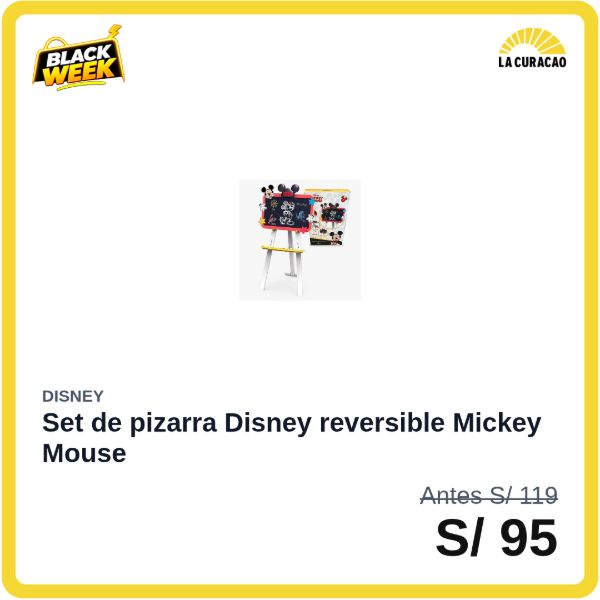 BLACK
WEEK
LA CURACAO
DISNEY
Set de pizarra Disney reversible Mickey
Mouse
Antes S/ 119
S/ 95